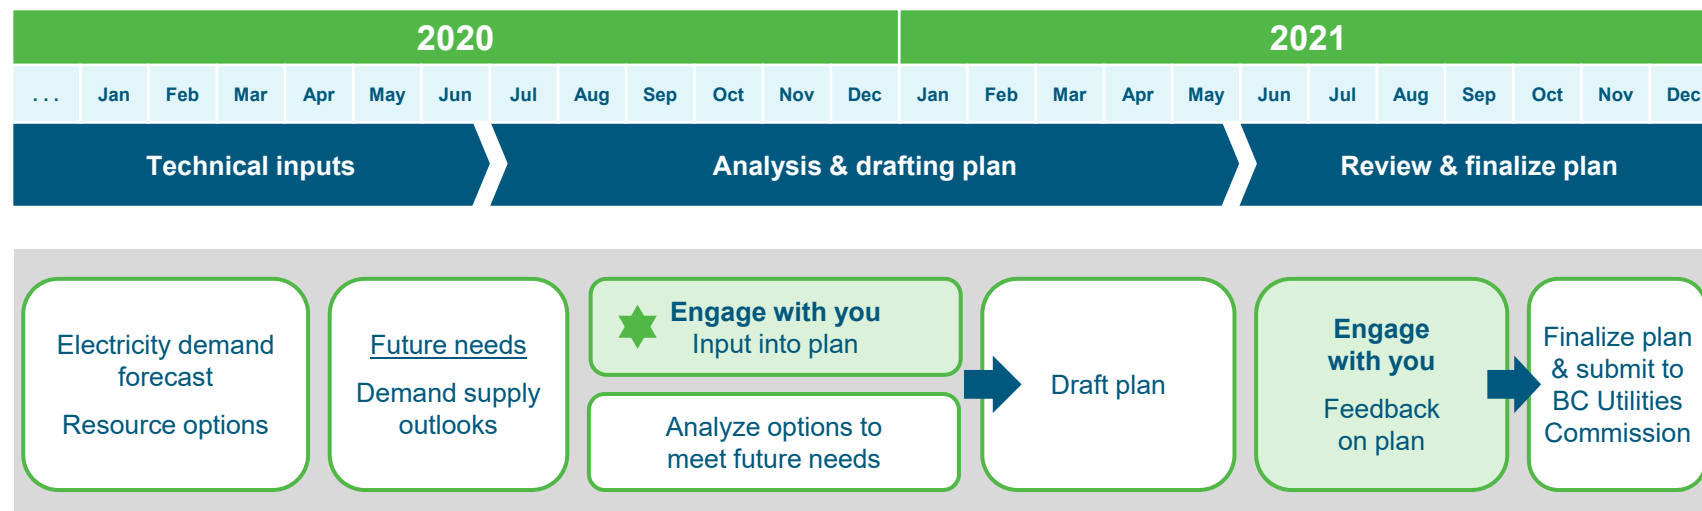 2020 2021
... Jan Feb Mar Apr May Jun Jul Aug Sep Oct Nov Dec Jan Feb Mar Apr May Jun Jul Aug Sep Oct Nov Dec
Technical inputs Analysis & drafting plan Review & finalize plan
Electricity demand
forecast
Resource options
Future needs
Demand supply
outlooks
Engage with you
Input into plan
Analyze options to
meet future needs
Draft plan
Engage
with you
Feedback
on plan
Finalize plan
& submit to
BC Utilities
Commission